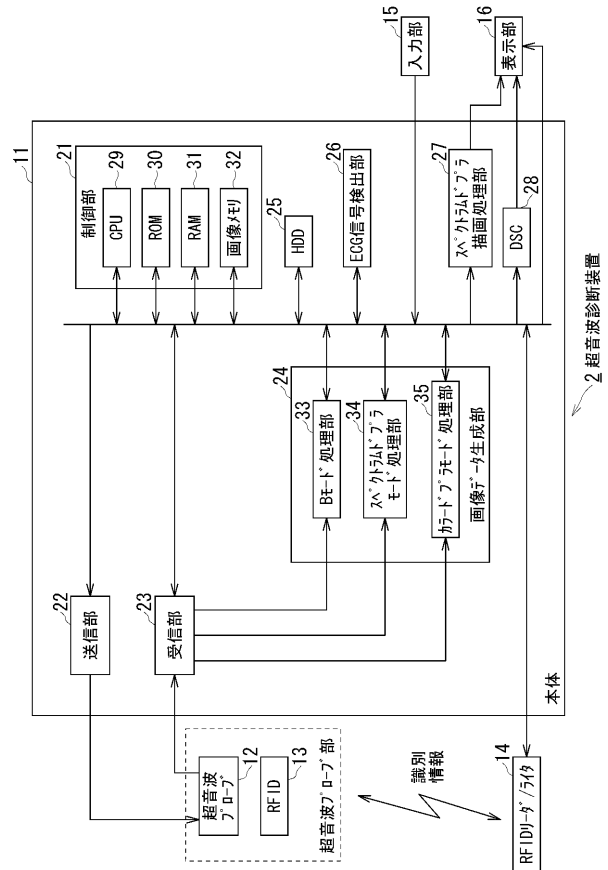 11
本体
21
制御部
29
CPU
30
ROM
31
RAM
32
画像メモリ
25
HDD
26
ECG信号検出部
27
スペクトラムドプラ
描画処理部
28
DSC
15
入力部
16
表示部
22
送信部
23
受信部
24
33
Bモード処理部
34
スペクトラムドプラ
モード処理部
35
カラードプラモード処理部
画像データ生成部
超音波
プローブ
12
RFID
13
超音波プローブ部
識別
情報
14
RFIDリーダ/ライタ
2 超音波診断装置